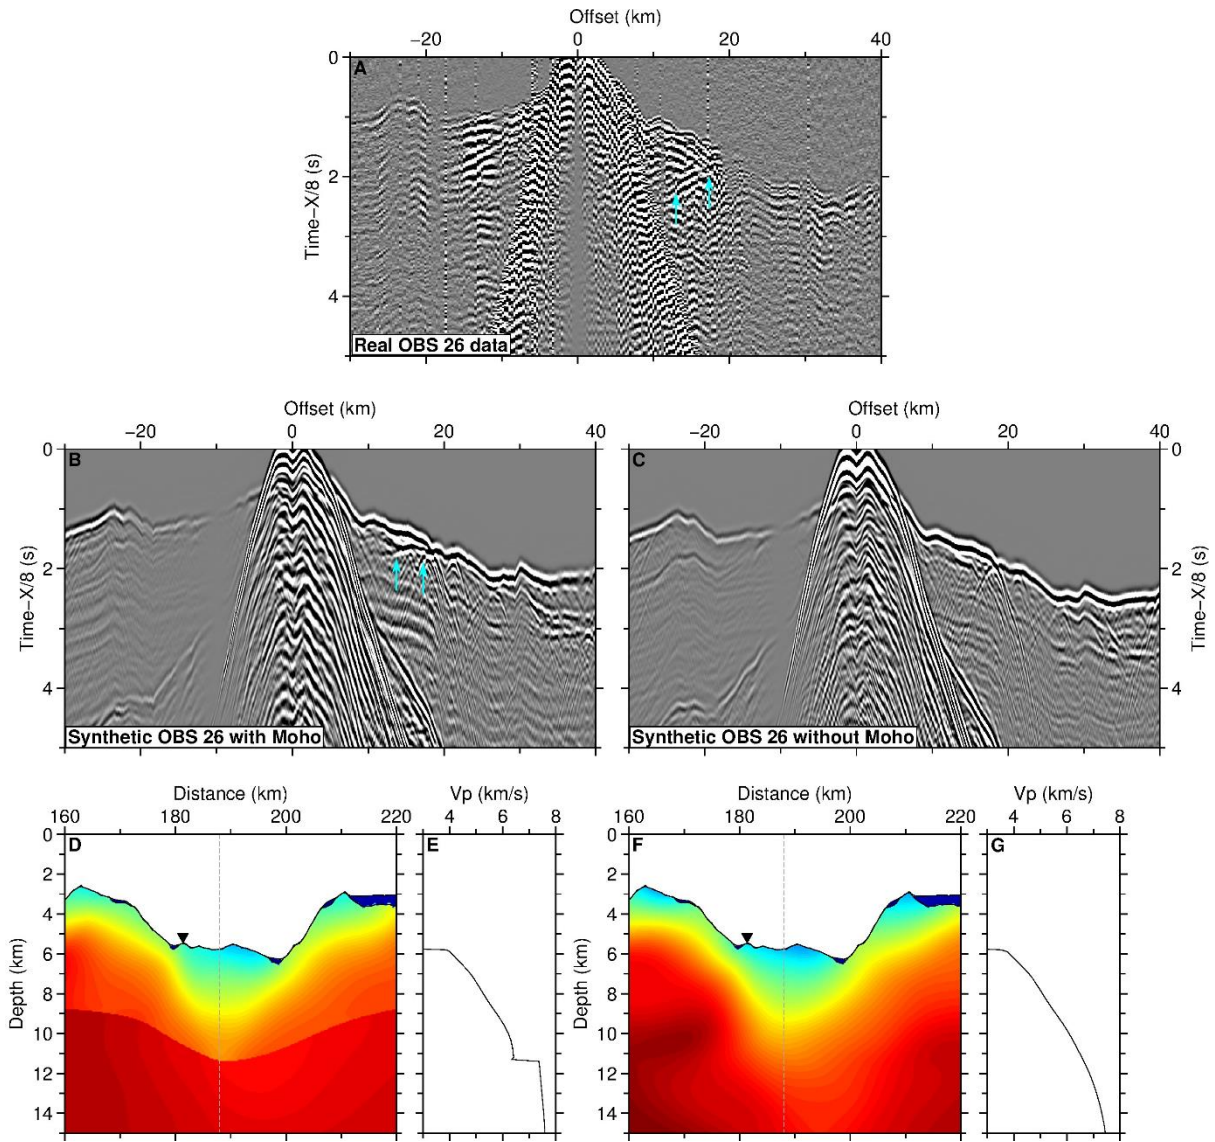 Offset (km)
−20 0 20 40
0
A
2
Time−X/8 (s)
4
Real OBS 26 data
Offset (km) Offset (km)
−20 0 20 40 −20 0 20 40
0 B C 0
2 2
Time−X/8 (s) Time−X/8 (s)
4 4
Synthetic OBS 26 with Moho Synthetic OBS 26 without Moho
Distance (km) Vp (km/s) Distance (km) Vp (km/s)
160 180 200 220 4 6 8 160 180 200 220 4 6 8
0 D E 0 F G
2 2
4 4
6 6
Depth (km) Depth (km)
8 8
10 10
12 12
14 14